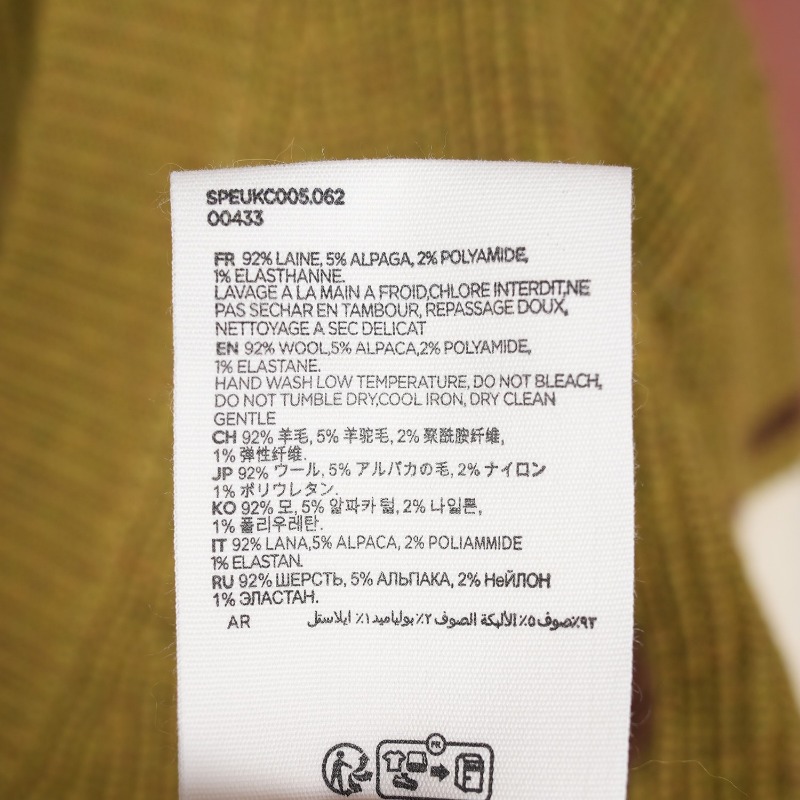 SPEUKC005.062
00433
FR 92% LAINE, 5% ALPAGA, 2% POLYAMIDE,
1% ELASTHANNE.
LAVAGE A LA MAIN A FROID,CHLORE INTERDIT,NE
PAS SECHAR EN TAMBOUR, REPASSAGE DOUX,
NETTOYAGE A SEC DELICAT
EN 92% WOOL,5% ALPACA,2% POLYAMIDE,
1% ELASTANE.
HAND WASH LOW TEMPERATURE, DO NOT BLEACH,
DO NOT TUMBLE DRY,COOL IRON, DRY CLEAN
GENTLE
CH 92% 羊毛, 5% 羊驼毛, 2% 聚酰胺纤维,
1% 弹性纤维.
JP 92% ウール, 5% アルパカの毛, 2% ナイロン
1% ポリウレタン.
KO 92% 모, 5% 알파카 털, 2% 나일론,
1% 폴리우레탄.
IT 92% LANA,5% ALPACA, 2% POLIAMMIDE
1% ELASTAN.
RU 92% ШЕРСТЬ, 5% АЛЬПАКА, 2% НеЙЛОН
1% ЭЛАСТАН.
AR ٩٢٪صوف ٥٪ الألبكة الصوف ٢٪ بولياميد ١٪ ايلاستل
FR